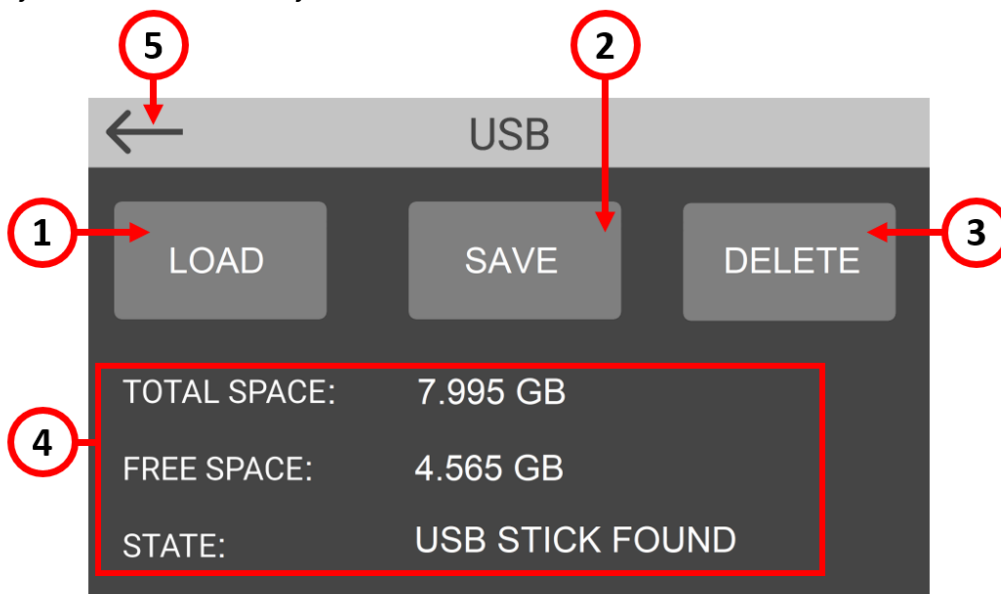 5 2
USB
1 LOAD SAVE DELETE 3
TOTAL SPACE: 7.995 GB
4
FREE SPACE: 4.565 GB
STATE: USB STICK FOUND